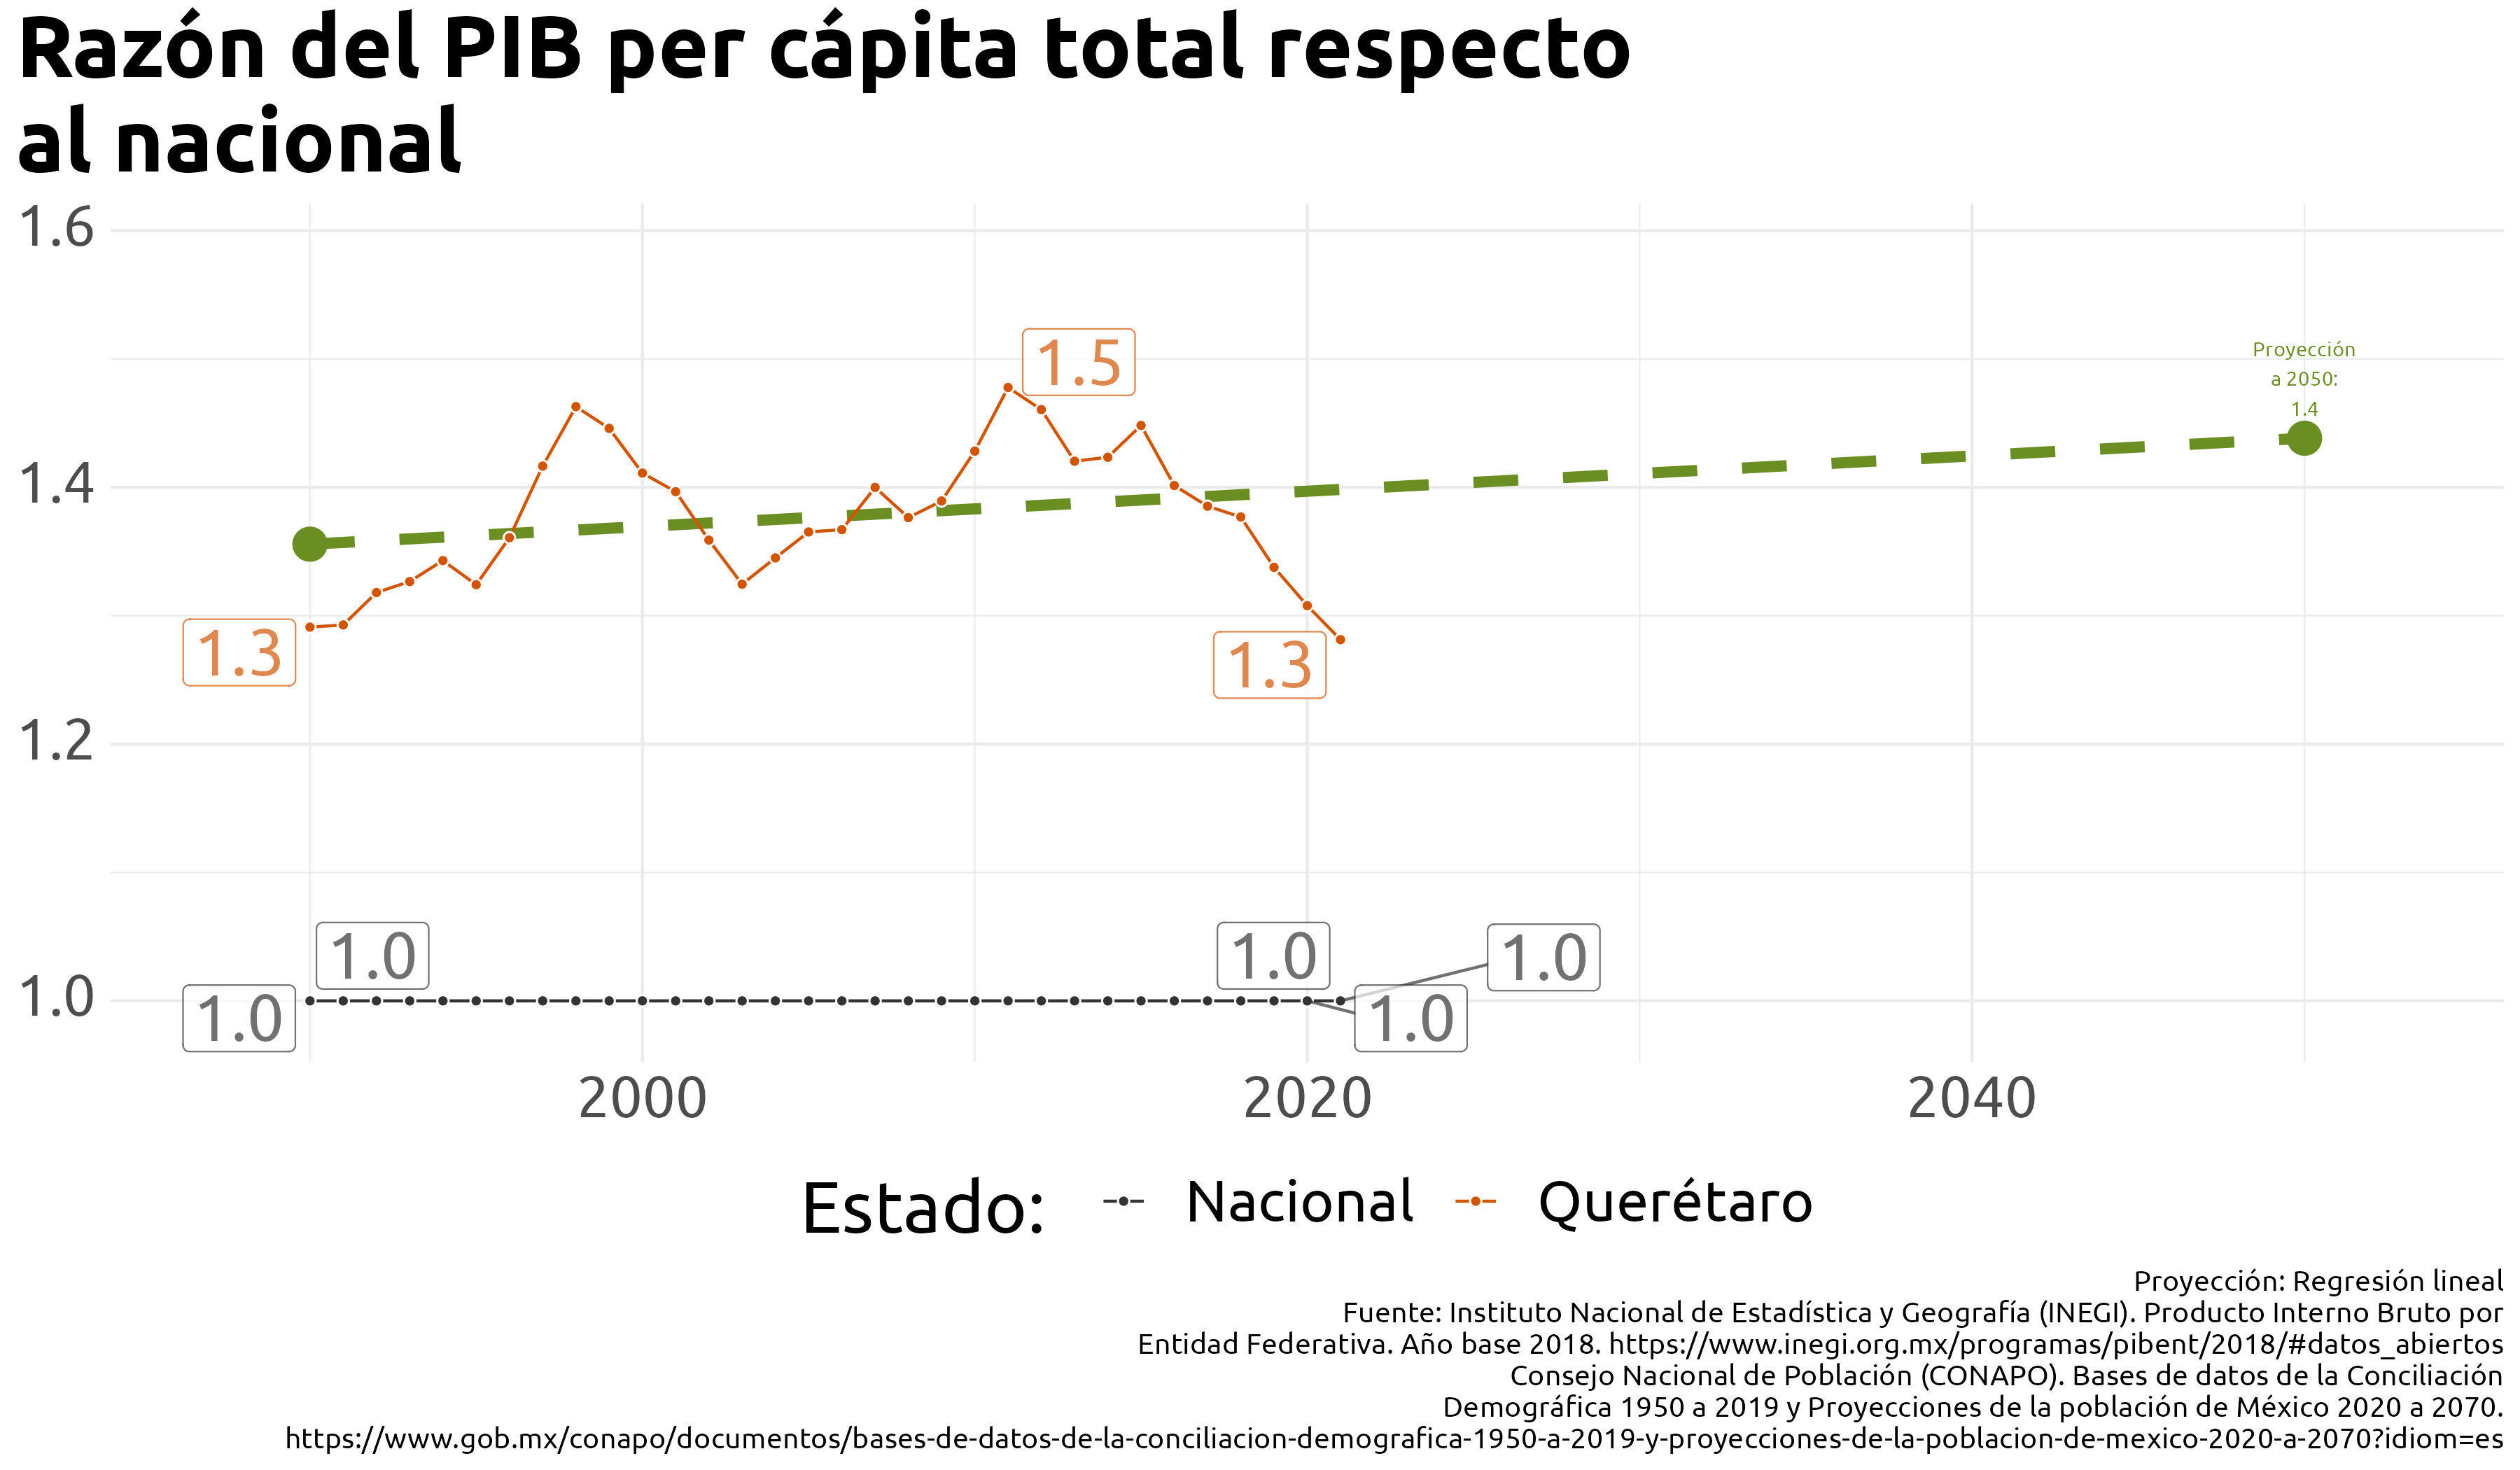 Razón del PIB per cápita total respecto
al nacional
1.6
1.4
1.2
1.0
1.5
Proyección
a 2050:
1.4
1.3
1.3
1.0
1.0
1.0
1.0
1.0
2000
2020
2040
Estado:
Nacional
Querétaro
Proyección: Regresión lineal
Fuente: Instituto Nacional de Estadística y Geografía (INEGI). Producto Interno Bruto por
Entidad Federativa. Año base 2018. https://www.inegi.org.mx/programas/pibent/2018/#datos_abiertos
Consejo Nacional de Población (CONAPO). Bases de datos de la Conciliación
Demográfica 1950 a 2019 y Proyecciones de la población de México 2020 a 2070.
https://www.gob.mx/conapo/documentos/bases-de-datos-de-la-conciliacion-demografica-1950-a-2019-y-proyecciones-de-la-poblacion-de-mexico-2020-a-2070?idiom=es